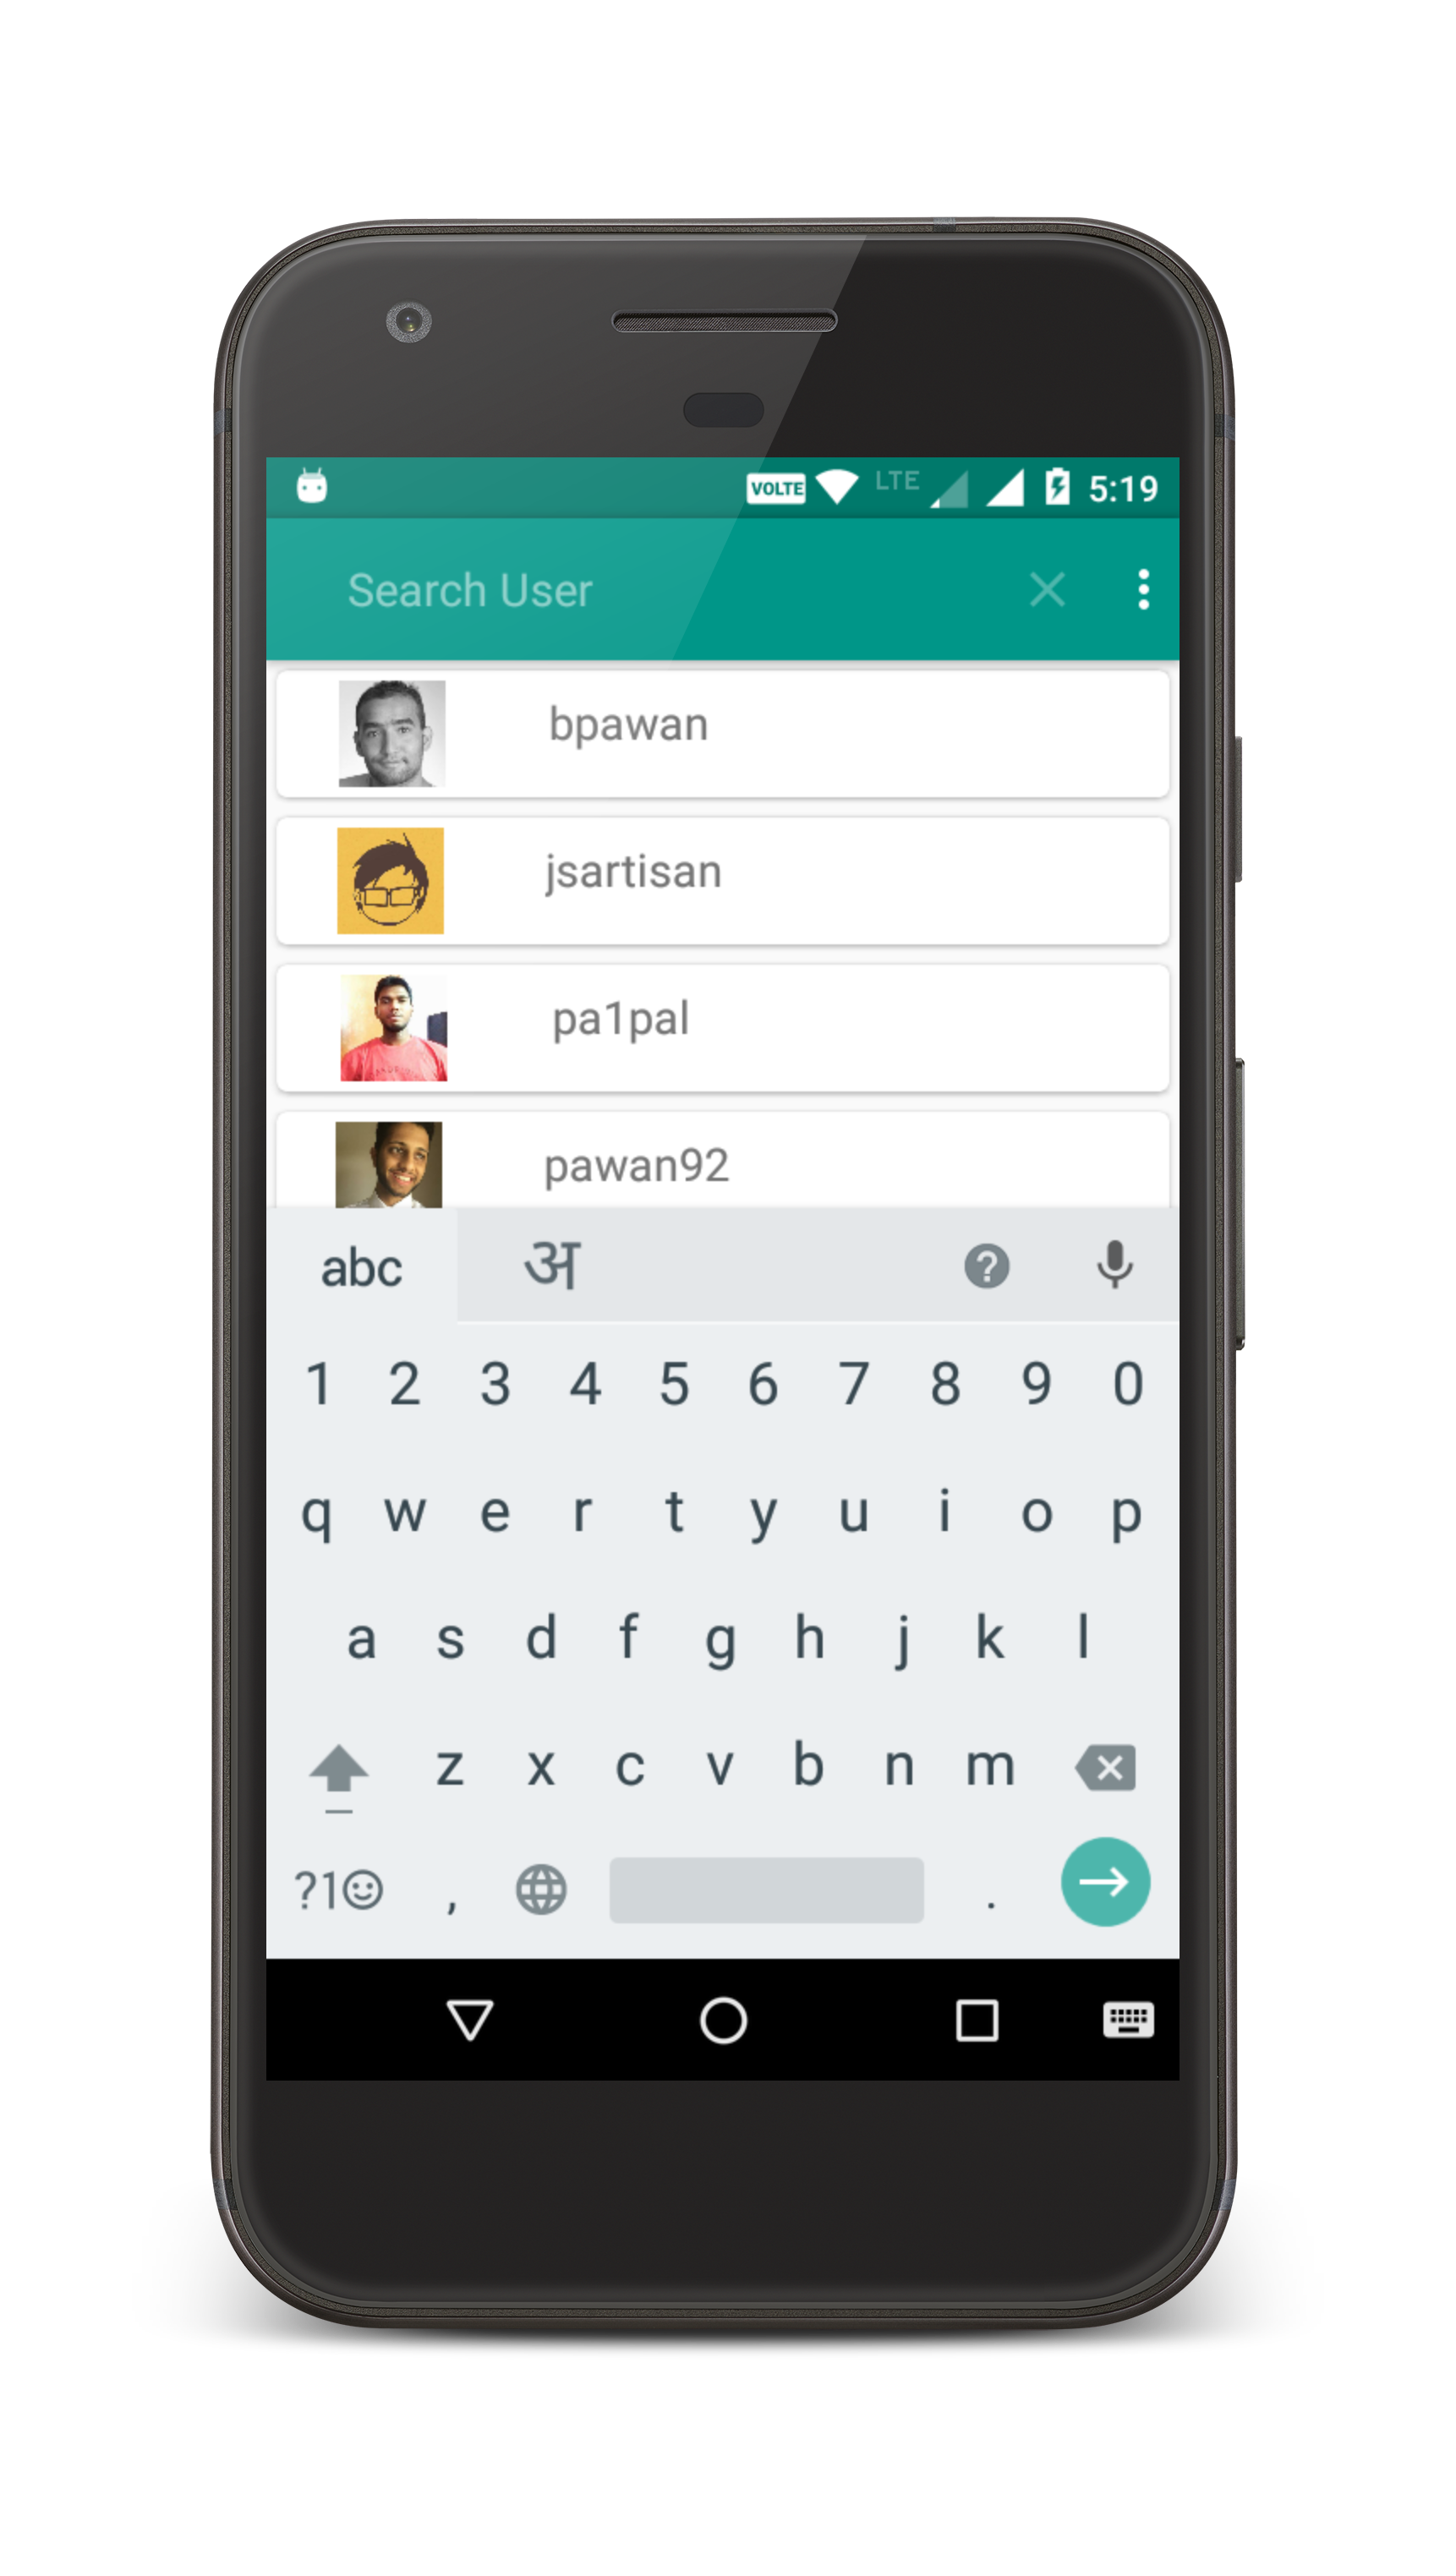 VOLTE LTE 5:19
Search User
bpawan
jsartisan
pa1pal
pawan92
abc अ ?
1 2 3 4 5 6 7 8 9 0
q w e r t y u i o p
a s d f g h j k l
z x c v b n m
?1☺ , .